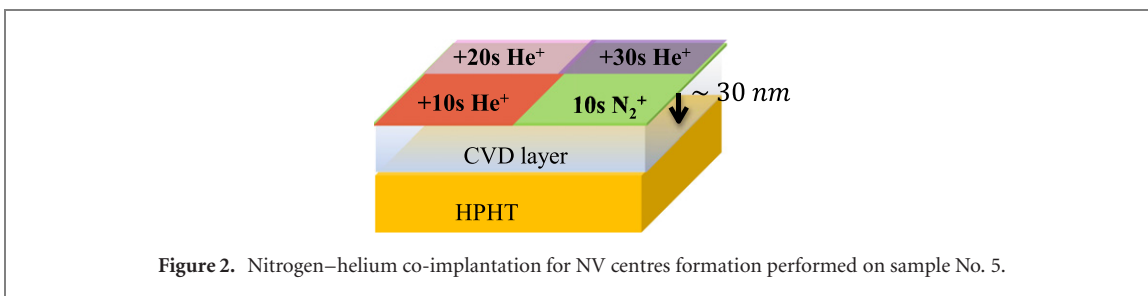 +20s He⁺ +30s He⁺
+10s He⁺ 10s N₂⁺ ~ 30 nm
CVD layer
HPHT
Figure 2. Nitrogen−helium co-implantation for NV centres formation performed on sample No. 5.